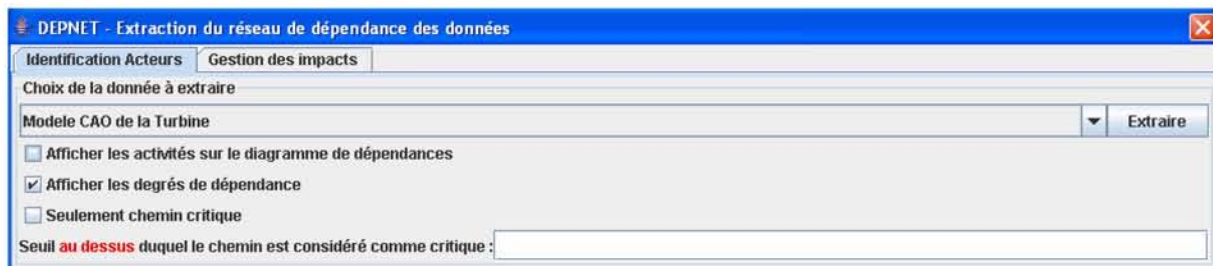 DEPNET - Extraction du réseau de dépendance des données
Identification Acteurs Gestion des impacts
Choix de la donnée à extraire
Modele CAO de la Turbine Extraire
Afficher les activités sur le diagramme de dépendances
Afficher les degrés de dépendance
Seulement chemin critique
Seuil au dessus duquel le chemin est considéré comme critique :